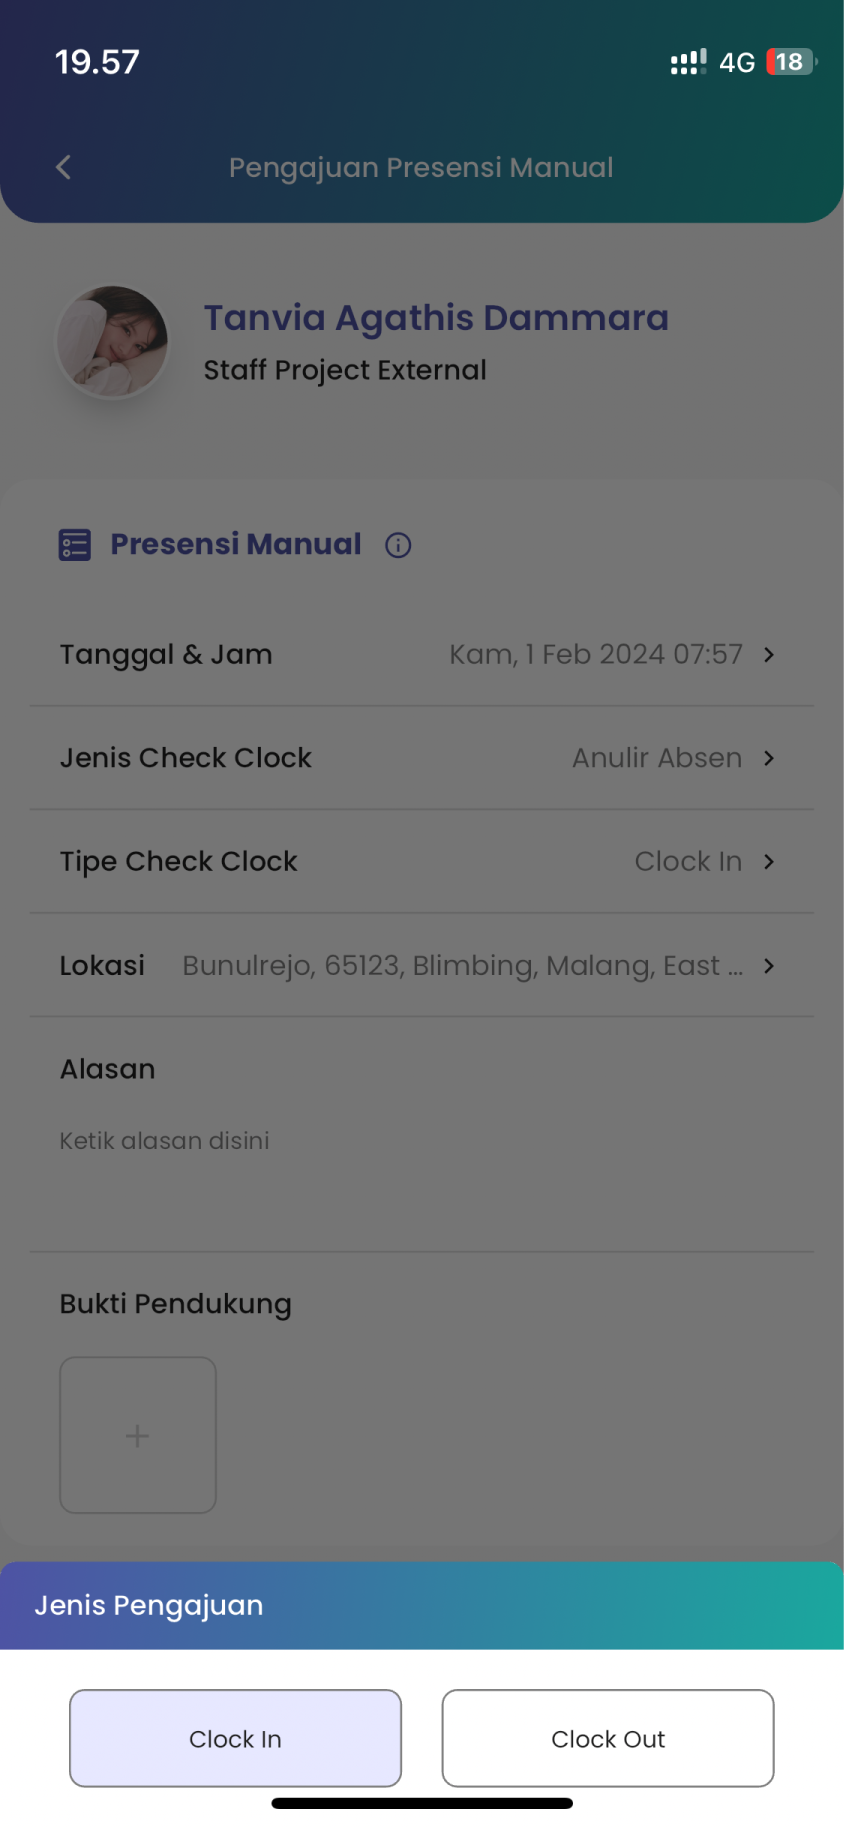 19.57
4G 18
Pengajuan Presensi Manual
Tanvia Agathis Dammara
Staff Project External
Presensi Manual
Tanggal & Jam Kam, 1 Feb 2024 07:57
Jenis Check Clock Anulir Absen
Tipe Check Clock Clock In
Lokasi Bunulrejo, 65123, Blimbing, Malang, East ...
Alasan
Ketik alasan disini
Bukti Pendukung
+
Jenis Pengajuan
Clock In Clock Out